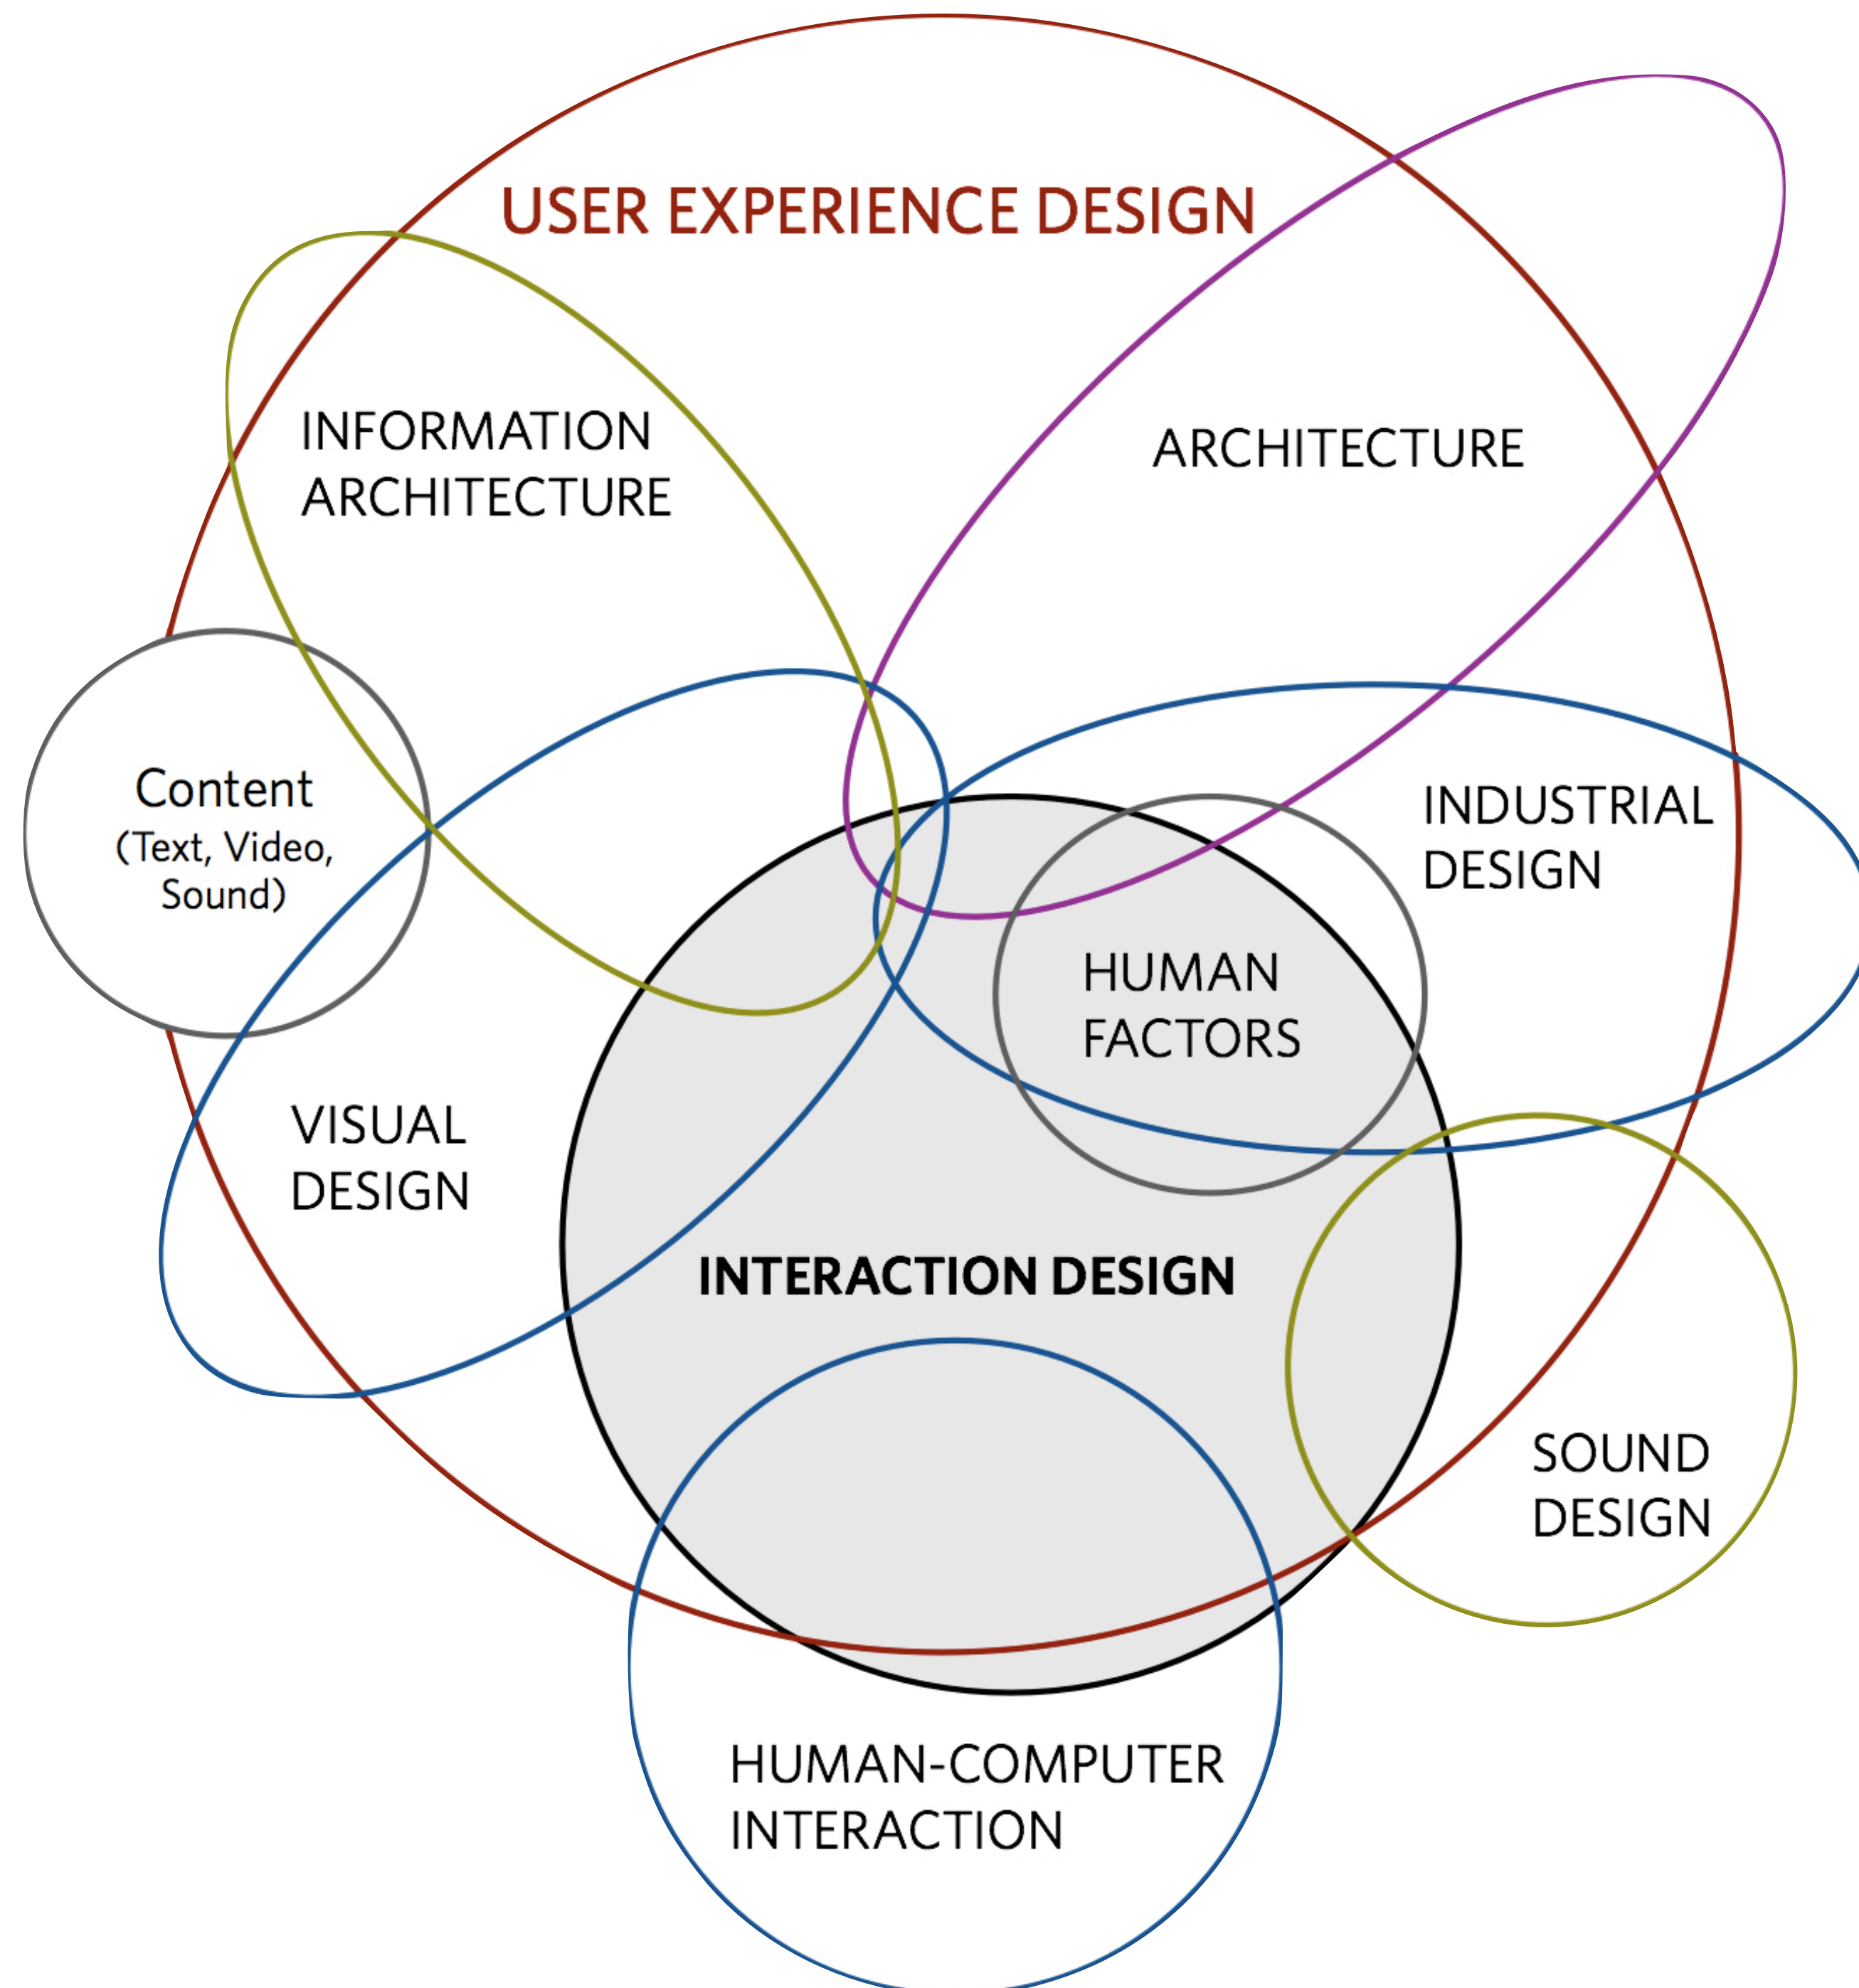 USER EXPERIENCE DESIGN
INFORMATION
ARCHITECTURE
ARCHITECTURE
Content
(Text, Video,
Sound)
INDUSTRIAL
DESIGN
HUMAN
FACTORS
VISUAL
DESIGN
INTERACTION DESIGN
SOUND
DESIGN
HUMAN-COMPUTER
INTERACTION